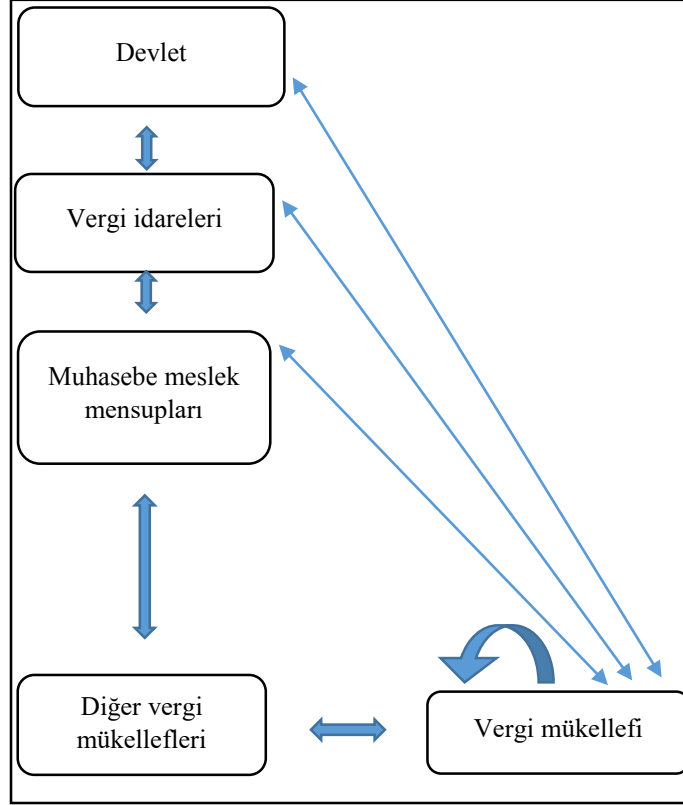 Devlet
Vergi idareleri
Muhasebe meslek
mensupları
Diğer vergi
mükellefleri
Vergi mükellefi